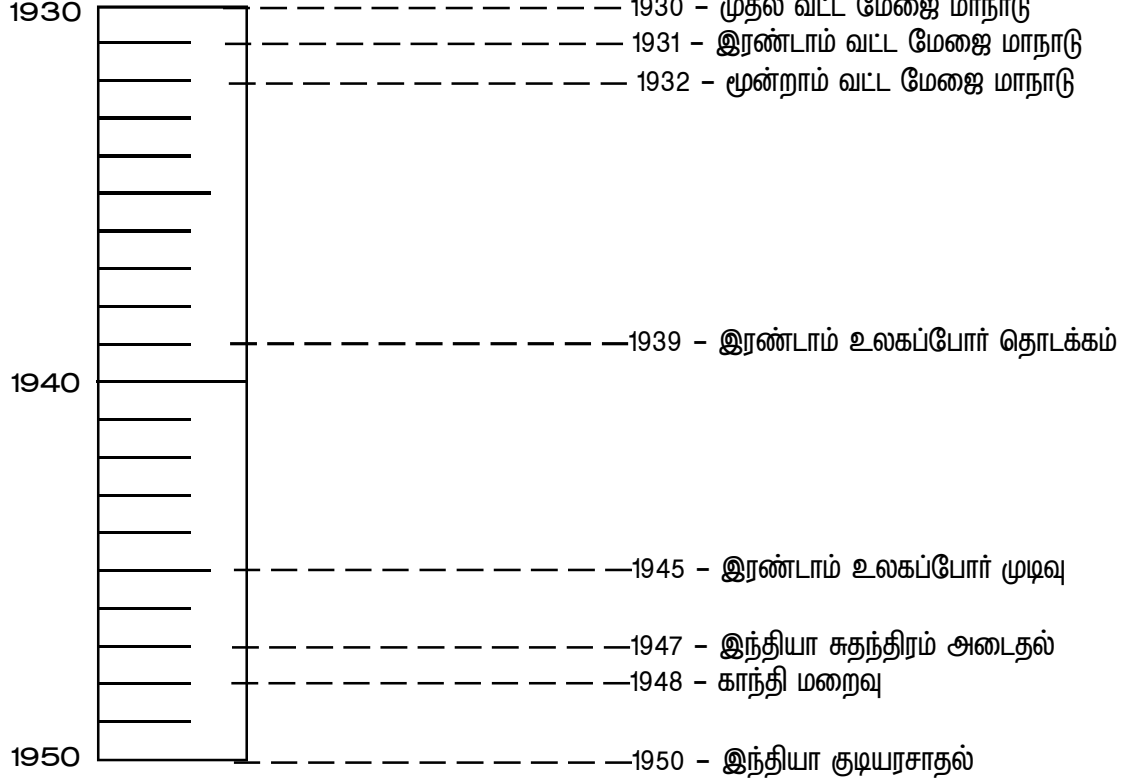 1930
1930 - முதல் வட்ட மேஜை மாநாடு
1931 - இரண்டாம் வட்ட மேஜை மாநாடு
1932 - மூன்றாம் வட்ட மேஜை மாநாடு
1939 - இரண்டாம் உலகப்போர் தொடக்கம்
1940
1945 - இரண்டாம் உலகப்போர் முடிவு
1947 - இந்தியா சுதந்திரம் அடைதல்
1948 - காந்தி மறைவு
1950
1950 - இந்தியா குடியரசாதல்